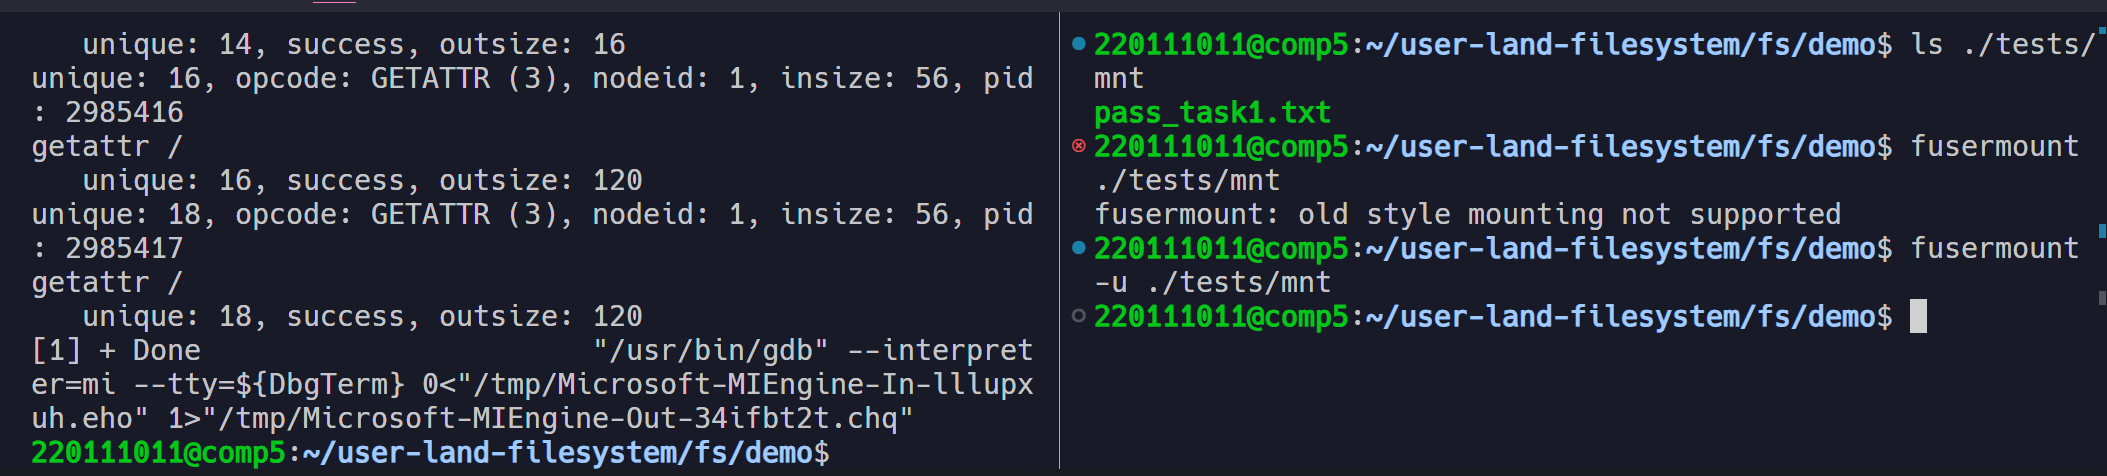 unique: 14, success, outsize: 16
unique: 16, opcode: GETATTR (3), nodeid: 1, insize: 56, pid
: 2985416
getattr /
unique: 16, success, outsize: 120
unique: 18, opcode: GETATTR (3), nodeid: 1, insize: 56, pid
: 2985417
getattr /
unique: 18, success, outsize: 120
[1] + Done                       "/usr/bin/gdb" --interpret
er=mi --tty=${DbgTerm} 0<"/tmp/Microsoft-MIEngine-In-lllupx
uh.eho" 1>"/tmp/Microsoft-MIEngine-Out-34ifbt2t.chq"
220111011@comp5:~/user-land-filesystem/fs/demo$
220111011@comp5:~/user-land-filesystem/fs/demo$ ls ./tests/
mnt
pass_task1.txt
220111011@comp5:~/user-land-filesystem/fs/demo$ fusermount
./tests/mnt
fusermount: old style mounting not supported
220111011@comp5:~/user-land-filesystem/fs/demo$ fusermount
-u ./tests/mnt
220111011@comp5:~/user-land-filesystem/fs/demo$